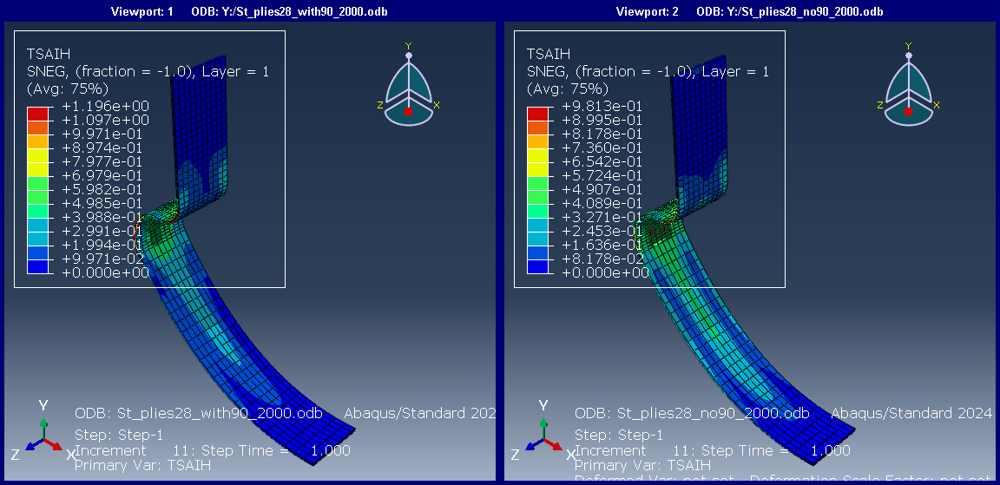 Viewport: 1 ODB: Y:/St_plies28_with90_2000.odb
TSAIH
SNEG, (fraction = -1.0), Layer = 1
(Avg: 75%)
+1.196e+00
+1.097e+00
+9.971e-01
+8.974e-01
+7.977e-01
+6.979e-01
+5.982e-01
+4.985e-01
+3.988e-01
+2.991e-01
+1.994e-01
+9.971e-02
+0.000e+00
Y
Z
X
Y
Z
X
ODB: St_plies28_with90_2000.odb Abaqus/Standard 202
Step: Step-1
Increment 11: Step Time = 1.000
Primary Var: TSAIH
Viewport: 2 ODB: Y:/St_plies28_no90_2000.odb
TSAIH
SNEG, (fraction = -1.0), Layer = 1
(Avg: 75%)
+9.813e-01
+8.995e-01
+8.178e-01
+7.360e-01
+6.542e-01
+5.724e-01
+4.907e-01
+4.089e-01
+3.271e-01
+2.453e-01
+1.636e-01
+8.178e-02
+0.000e+00
Y
Z
X
Y
Z
X
ODB: St_plies28_no90_2000.odb Abaqus/Standard 2024
Step: Step-1
Increment 11: Step Time = 1.000
Primary Var: TSAIH
Deformed Var: not set Deformation Scale Factor: not set